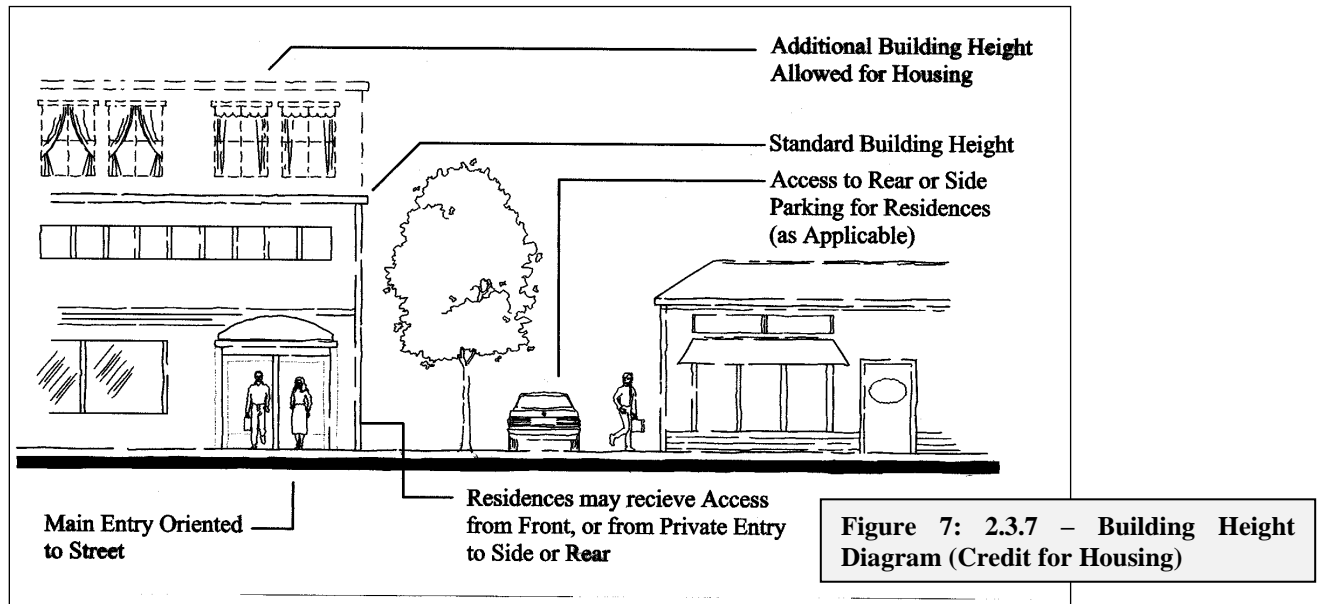 Additional Building Height
Allowed for Housing
Standard Building Height
Access to Rear or Side
Parking for Residences
(as Applicable)
Main Entry Oriented
to Street
Residences may recieve Access
from Front, or from Private Entry
to Side or Rear
Figure 7: 2.3.7 – Building Height
Diagram (Credit for Housing)